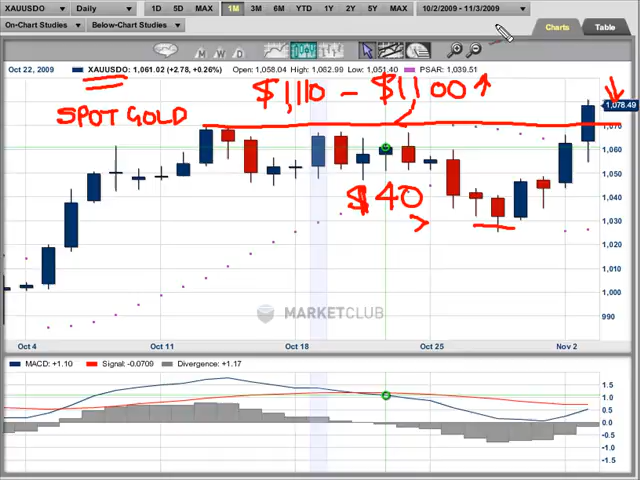 XAUUSDO Daily 1D 5D MAX 1M 3M 6M YTD 1Y 5Y MAX 10/2/2009 - 11/3/2009
On-Chart Studies Below-Chart Studies Charts Table
Oct 22, 2009 XAUUSDO: 1,061.02 (+2.78, +0.26%) Open: 1,058.04 High: 1,062.99 Low: 1,051.40 PSAR: 1,039.51
$1,110 - $1,100
SPOT GOLD
1,078.49
1,070
1,060
1,050
1,040
$40
1,030
1,020
1,010
1,000
990
MARKETCLUB
Oct 4 Oct 11 Oct 18 Oct 25 Nov 2
MACD: +1.10 Signal: -0.0709 Divergence: +1.17
1.5
1.0
0.5
0.0
-0.5
-1.0
-1.5